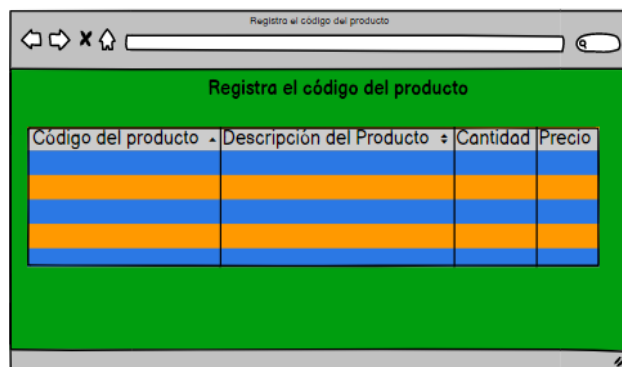 Registra el código del producto
Registra el código del producto
Código del producto Descripción del Producto Cantidad Precio